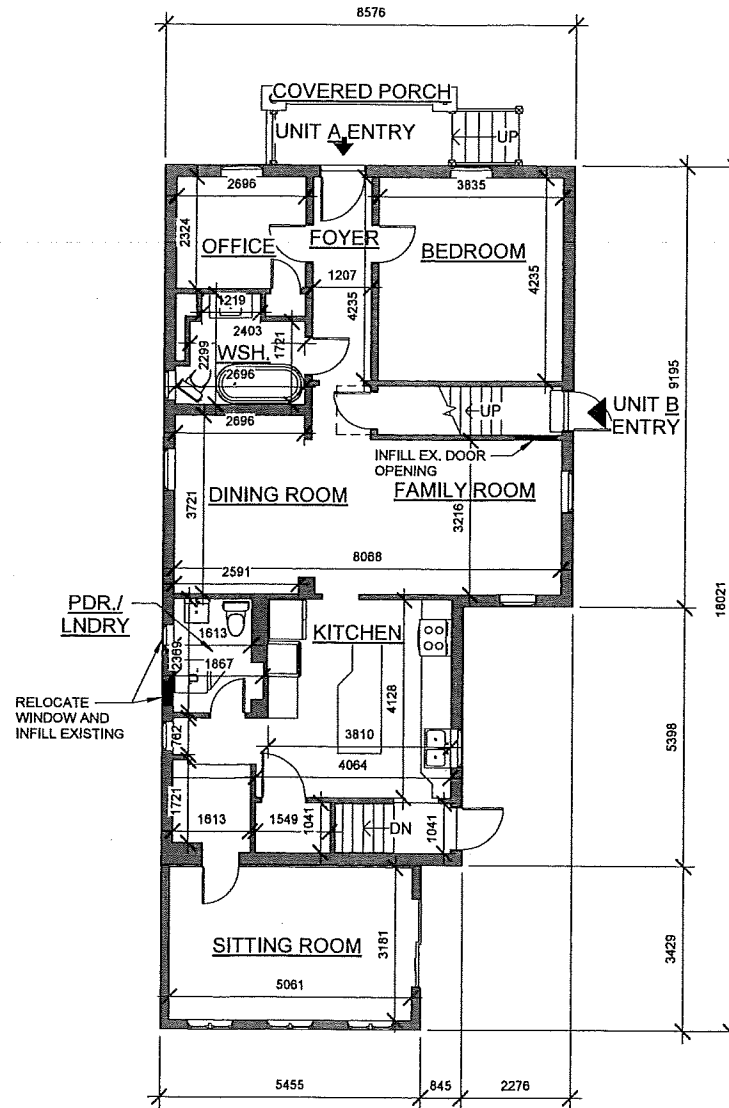 8576
COVERED PORCH
UNIT A ENTRY
UP
2696
3835
2324
OFFICE
FOYER
BEDROOM
1207
4235
4235
1219
2403
1721
2299
WSH.
2696
9195
UP
UNIT B
ENTRY
2696
INFILL EX. DOOR
OPENING
DINING ROOM
FAMILY ROOM
3721
3216
8068
2591
18021
PDR./
LNDRY
KITCHEN
1613
2369
1867
RELOCATE
WINDOW AND
INFILL EXISTING
4128
5398
762
3810
4064
1721
1613
1549
1041
DN
1041
SITTING ROOM
3181
3429
5061
5455
845
2276